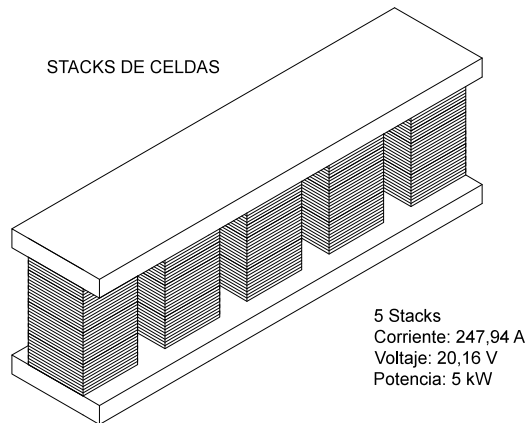 STACKS DE CELDAS
5 Stacks
Corriente: 247,94 A
Voltaje: 20,16 V
Potencia: 5 kW